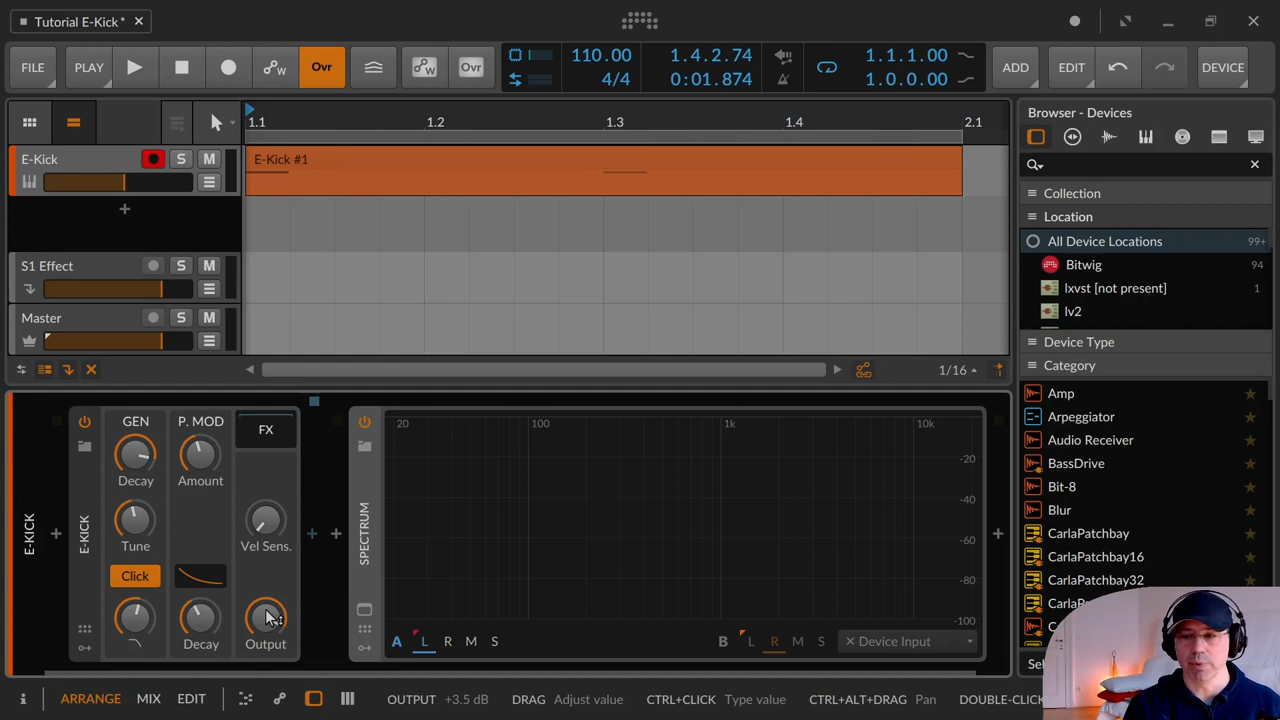 Tutorial E-Kick *
FILE PLAY Ovr Ovr 110.00 4/4 1.4.2.74 0:01.874 1.1.1.00 1.0.0.00 ADD EDIT DEVICE
1.1 1.2 1.3 1.4 2.1
E-Kick S M
E-Kick #1
S1 Effect S M
Master S M
1/16
Browser - Devices
Collection
Location
All Device Locations 99+
Bitwig 94
lxvst [not present] 1
lv2
Device Type
Category
Amp
Arpeggiator
Audio Receiver
BassDrive
Bit-8
Blur
CarlaPatchbay
CarlaPatchbay16
CarlaPatchbay32
E-KICK
E-KICK
GEN P. MOD FX
Decay Amount
Tune Vel Sens.
Click
Decay Output
SPECTRUM
20 100 1k 10k
-20
-40
-60
-80
-100
A L R M S B L R M S Device Input
i ARRANGE MIX EDIT OUTPUT +3.5 dB DRAG Adjust value CTRL+CLICK Type value CTRL+ALT+DRAG Pan